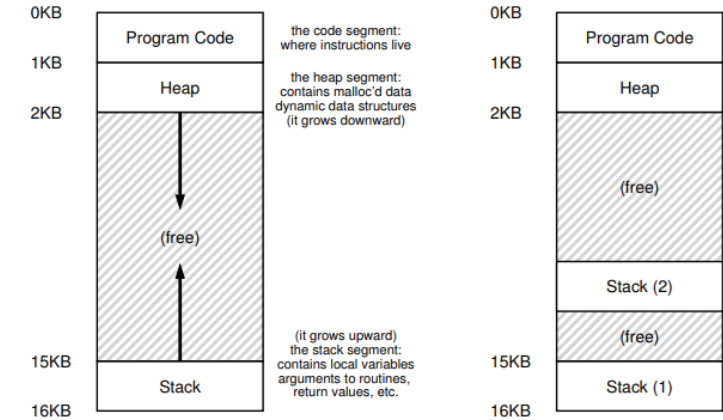 0KB
Program Code
the code segment:
where instructions live
1KB
Heap
the heap segment:
contains malloc'd data
dynamic data structures
(it grows downward)
2KB
(free)
(it grows upward)
the stack segment:
contains local variables
arguments to routines,
return values, etc.
15KB
Stack
16KB
0KB
Program Code
1KB
Heap
2KB
(free)
Stack (2)
(free)
15KB
Stack (1)
16KB